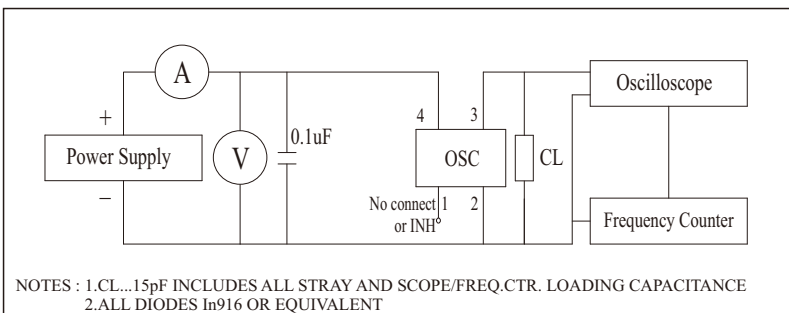 A
Oscilloscope
+
4
3
0.1uF
Power Supply
V
OSC
CL
−
No connect 1
2
or INH
Frequency Counter
NOTES : 1.CL...15pF INCLUDES ALL STRAY AND SCOPE/FREQ.CTR. LOADING CAPACITANCE
2.ALL DIODES In916 OR EQUIVALENT